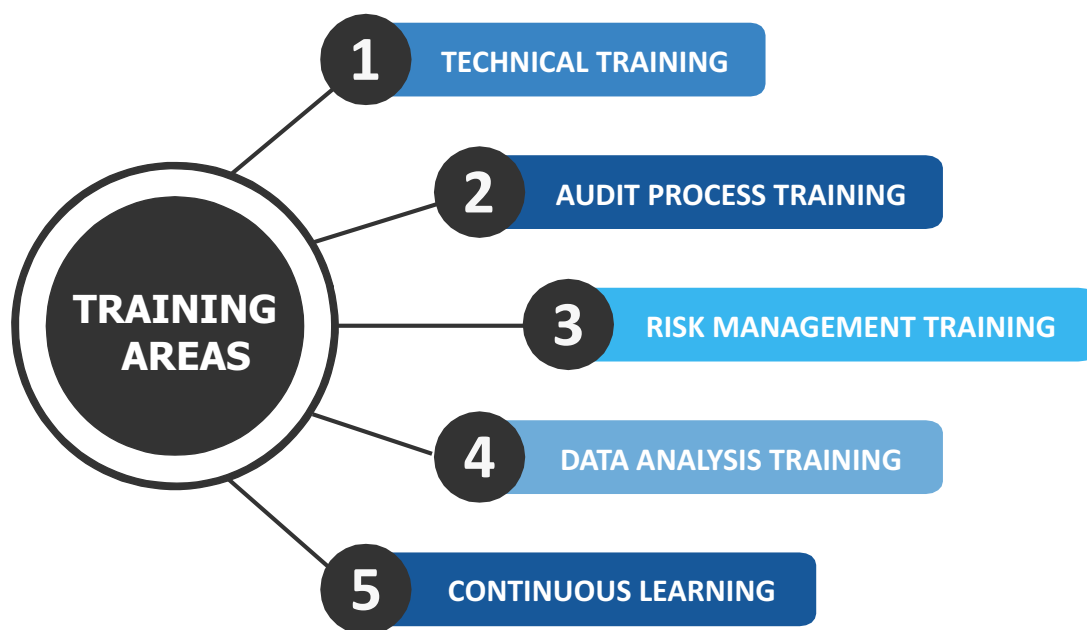 1
TECHNICAL TRAINING
2
AUDIT PROCESS TRAINING
TRAINING
AREAS
3
RISK MANAGEMENT TRAINING
4
DATA ANALYSIS TRAINING
5
CONTINUOUS LEARNING